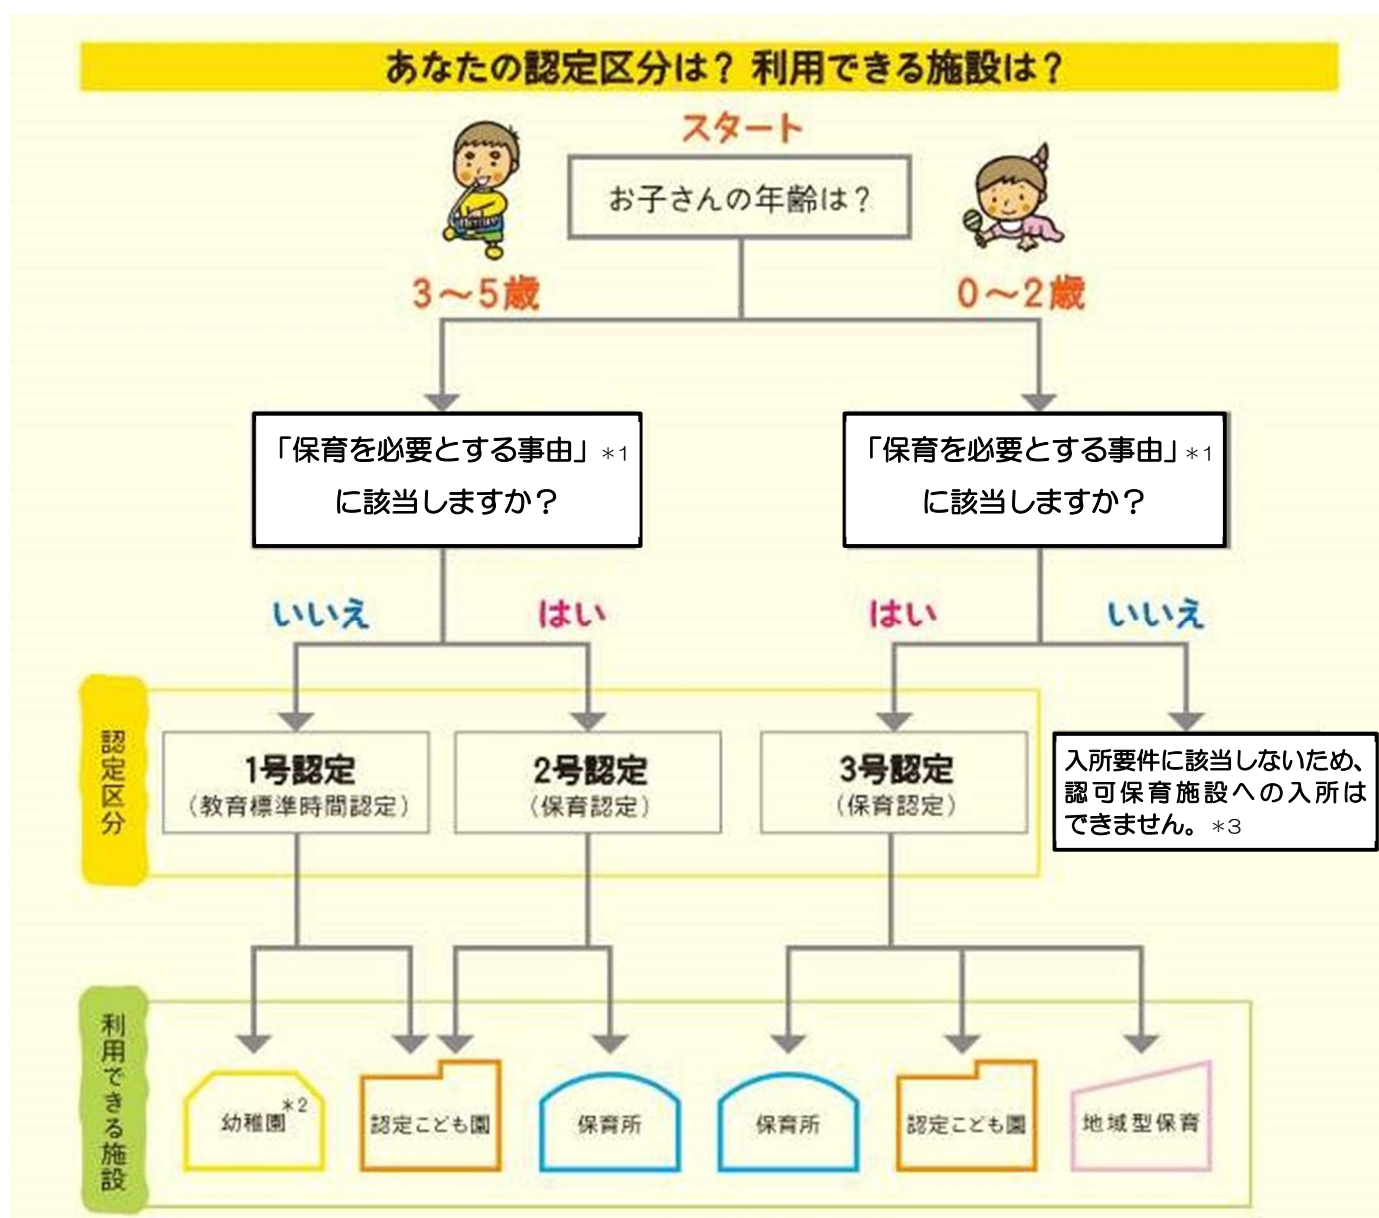 あなたの認定区分は？ 利用できる施設は？
スタート
お子さんの年齢は？
3～5歳
0～2歳
「保育を必要とする事由」＊1
に該当しますか？
「保育を必要とする事由」＊1
に該当しますか？
いいえ
はい
はい
いいえ
認定区分
1号認定
（教育標準時間認定）
2号認定
（保育認定）
3号認定
（保育認定）
入所要件に該当しないため、
認可保育施設への入所は
できません。＊3
利用できる施設
幼稚園＊2
認定こども園
保育所
保育所
認定こども園
地域型保育